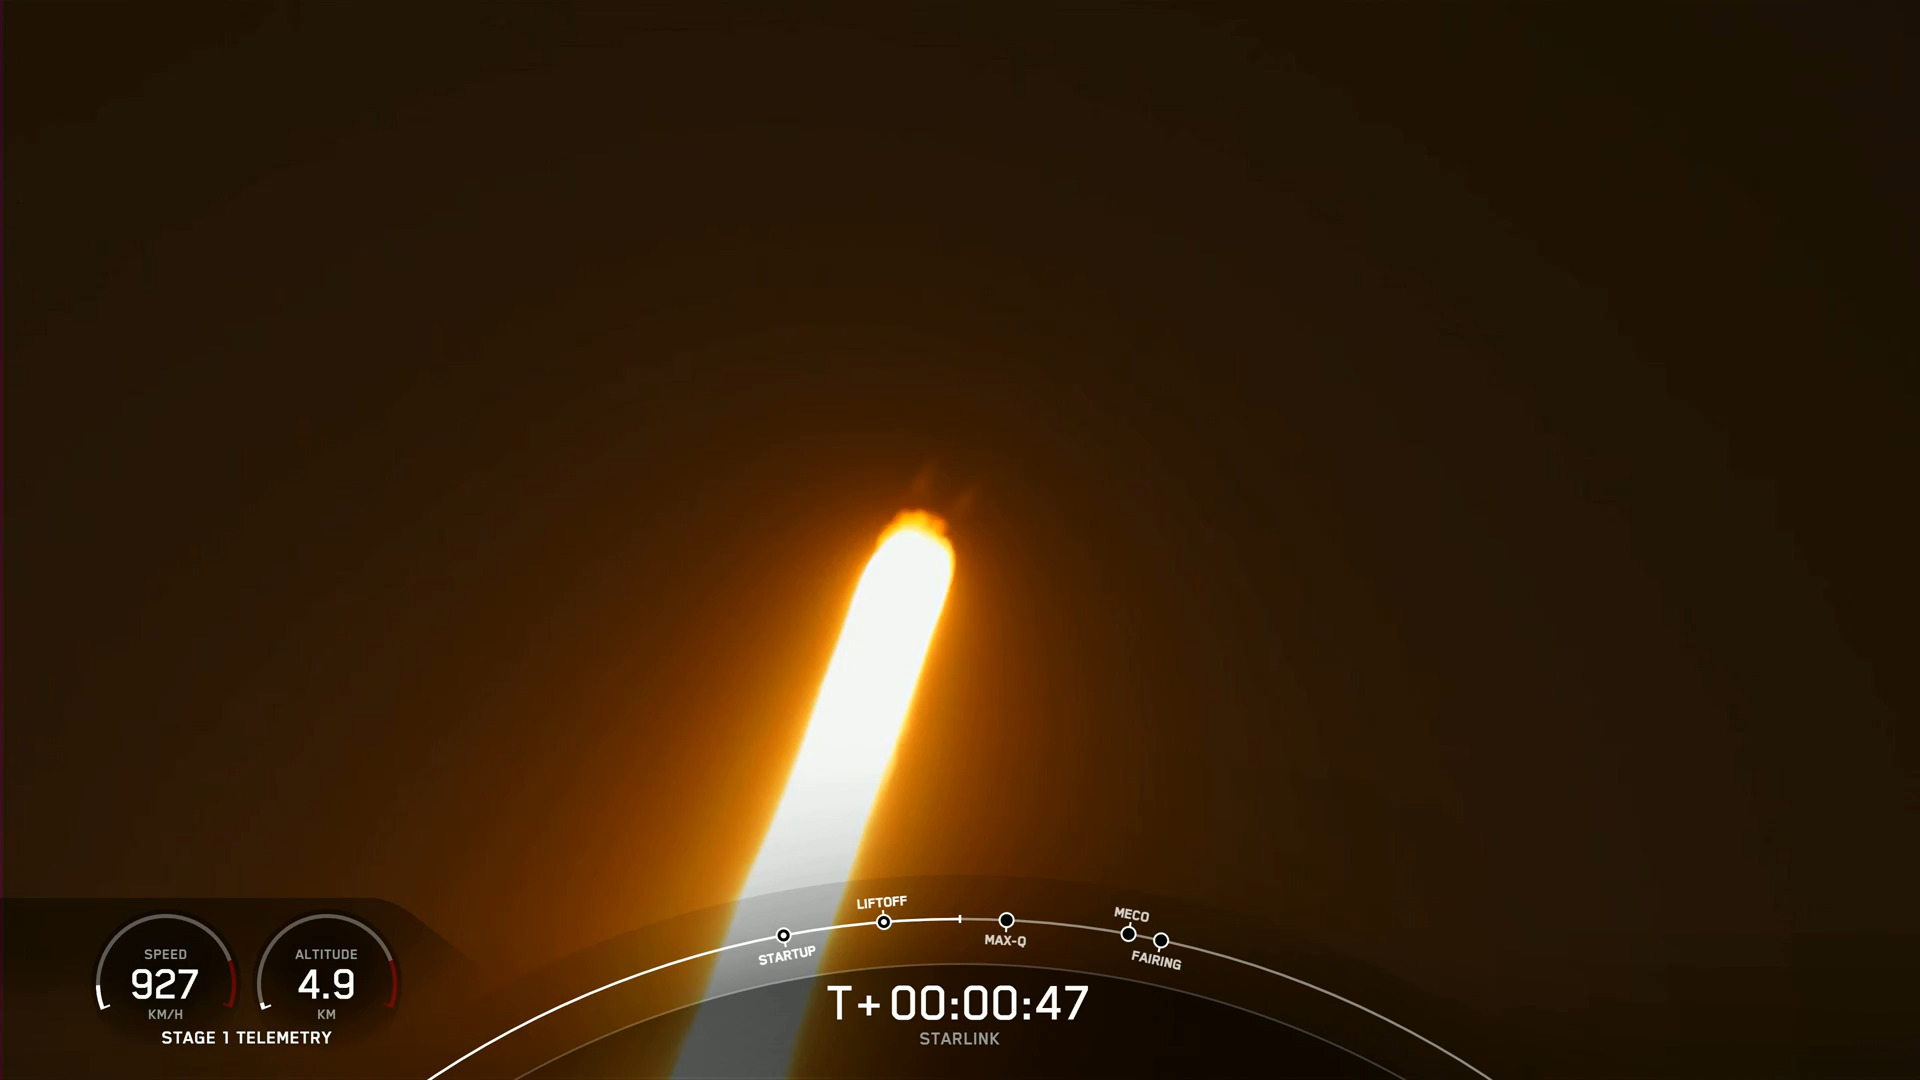 SPEED
927
KM/H
ALTITUDE
4.9
KM
STAGE 1 TELEMETRY
STARTUP
LIFTOFF
MAX-Q
MECO
FAIRING
T+00:00:47
STARLINK